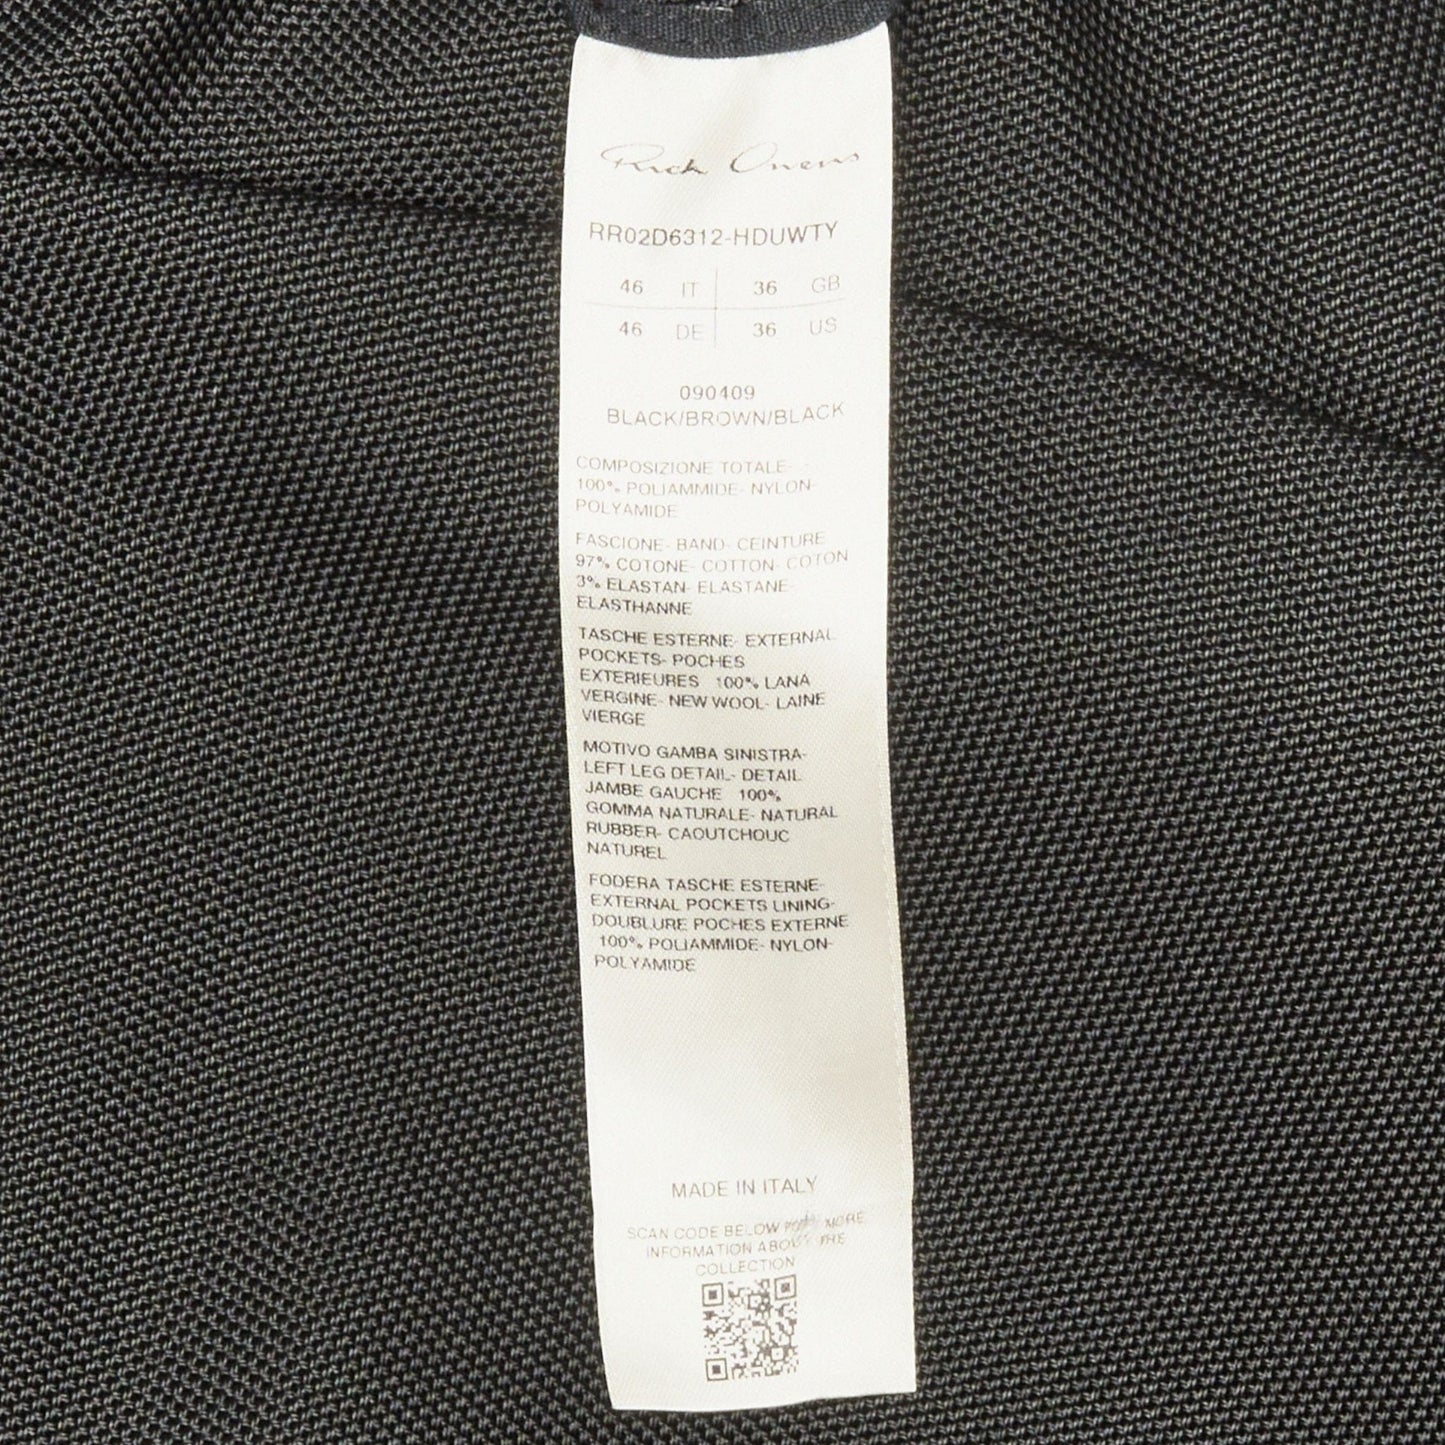 Rick Owens
RR02D6312-HDUWTY
46 IT 36 GB
46 DE 36 US
090409
BLACK/BROWN/BLACK
COMPOSIZIONE TOTALE-
100% POLIAMMIDE- NYLON-
POLYAMIDE
FASCIONE- BAND- CEINTURE
97% COTONE- COTTON- COTON
3% ELASTAN- ELASTANE-
ELASTHANNE
TASCHE ESTERNE- EXTERNAL
POCKETS- POCHES
EXTERIEURES 100% LANA
VERGINE- NEW WOOL- LAINE
VIERGE
MOTIVO GAMBA SINISTRA-
LEFT LEG DETAIL- DETAIL
JAMBE GAUCHE 100%
GOMMA NATURALE- NATURAL
RUBBER- CAOUTCHOUC
NATUREL
FODERA TASCHE ESTERNE-
EXTERNAL POCKETS LINING-
DOUBLURE POCHES EXTERNE
100% POLIAMMIDE- NYLON-
POLYAMIDE
MADE IN ITALY
SCAN CODE BELOW FOR MORE
INFORMATION ABOUT THE
COLLECTION